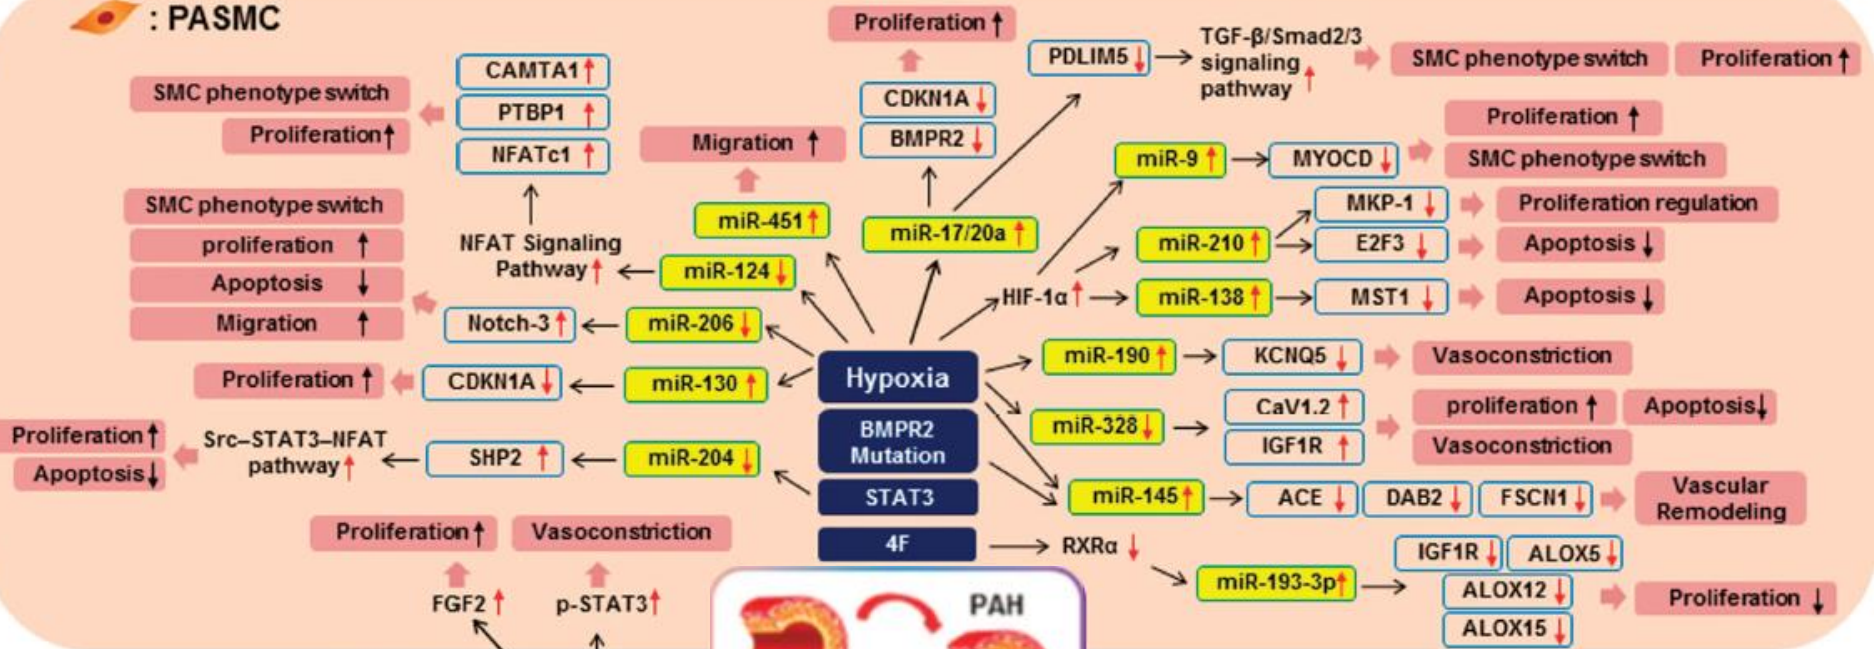 : PASMC
Proliferation ↑
CAMTA1 ↑
PTBP1 ↑
NFATc1 ↑
SMC phenotype switch
Proliferation↑
NFAT Signaling
Pathway ↑
miR-124 ↓
Migration ↑
miR-451 ↑
CDKN1A ↓
BMPR2 ↓
miR-17/20a ↑
PDLIM5 ↓
TGF-β/Smad2/3
signaling
pathway ↑
SMC phenotype switch
Proliferation ↑
miR-9 ↑
MYOCD ↓
Proliferation ↑
SMC phenotype switch
HIF-1α ↑
miR-210 ↑
MKP-1 ↓
Proliferation regulation
E2F3 ↓
Apoptosis ↓
miR-138 ↑
MST1 ↓
Apoptosis ↓
SMC phenotype switch
proliferation ↑
Apoptosis ↓
Migration ↑
Notch-3 ↑
miR-206 ↓
Proliferation ↑
CDKN1A ↓
miR-130 ↑
Proliferation ↑
Apoptosis ↓
Src–STAT3–NFAT
pathway ↑
SHP2 ↑
miR-204 ↓
Hypoxia
BMPR2
Mutation
STAT3
4F
miR-190 ↑
KCNQ5 ↓
Vasoconstriction
miR-328 ↓
CaV1.2 ↑
IGF1R ↑
proliferation ↑
Apoptosis↓
Vasoconstriction
miR-145 ↑
ACE ↓
DAB2 ↓
FSCN1 ↓
Vascular
Remodeling
RXRα ↓
miR-193-3p↑
IGF1R ↓
ALOX5 ↓
ALOX12 ↓
ALOX15 ↓
Proliferation ↓
Proliferation ↑
Vasoconstriction
FGF2 ↑
p-STAT3↑
PAH